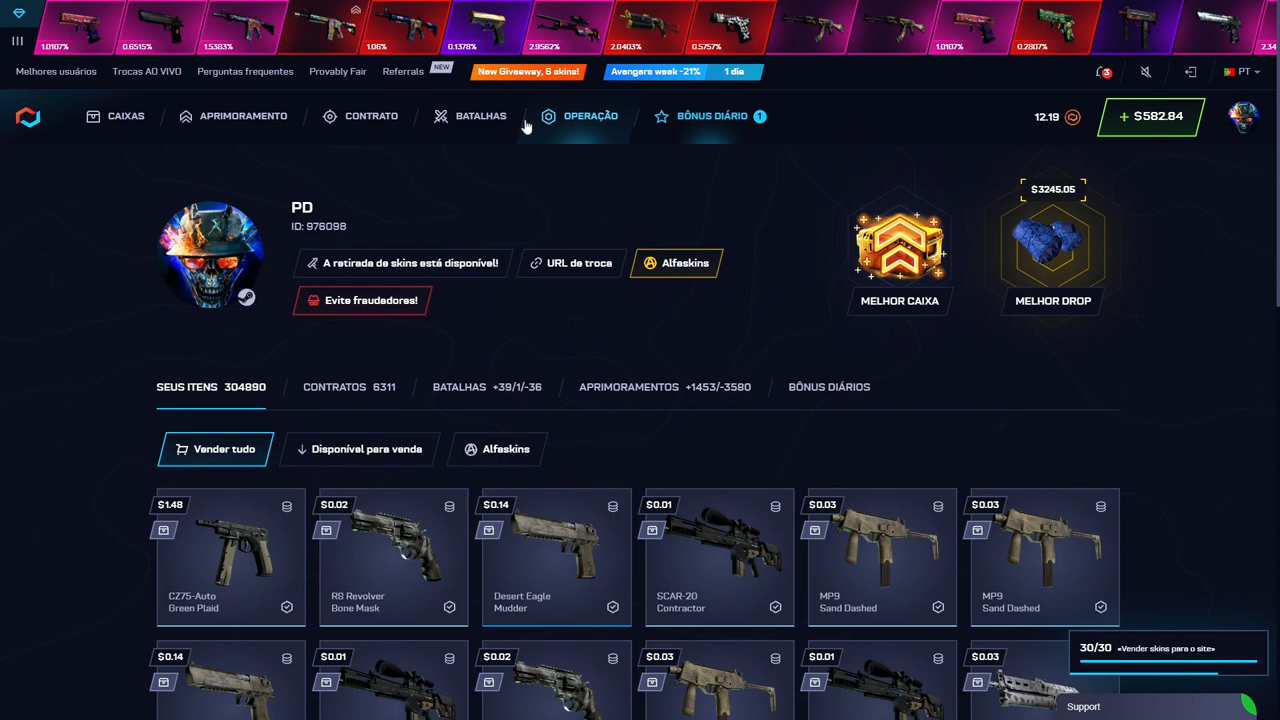 1.0107%
0.6515%
1.5383%
1.06%
0.1378%
2.9562%
2.0403%
0.5757%
1.0107%
0.2807%
2.34
Melhores usuários
Trocas AO VIVO
Perguntas frequentes
Provably Fair
Referrals
NEW
New Giveaway, 6 skins!
Avengers week -21%
1 dia
3
PT
CAIXAS
APRIMORAMENTO
CONTRATO
BATALHAS
OPERAÇÃO
BÔNUS DIÁRIO 1
12.19
+ $582.84
PD
ID: 976098
A retirada de skins está disponível!
URL de troca
Alfaskins
Evite fraudadores!
MELHOR CAIXA
$3245.05
MELHOR DROP
SEUS ITENS 304890
CONTRATOS 6311
BATALHAS +39/1/-36
APRIMORAMENTOS +1453/-3580
BÔNUS DIÁRIOS
Vender tudo
Disponível para venda
Alfaskins
$1.48
CZ75-Auto
Green Plaid
$0.02
R8 Revolver
Bone Mask
$0.14
Desert Eagle
Mudder
$0.01
SCAR-20
Contractor
$0.03
MP9
Sand Dashed
$0.03
MP9
Sand Dashed
$0.14
$0.01
$0.02
$0.03
$0.01
$0.03
30/30 «Vender skins para o site»
Support